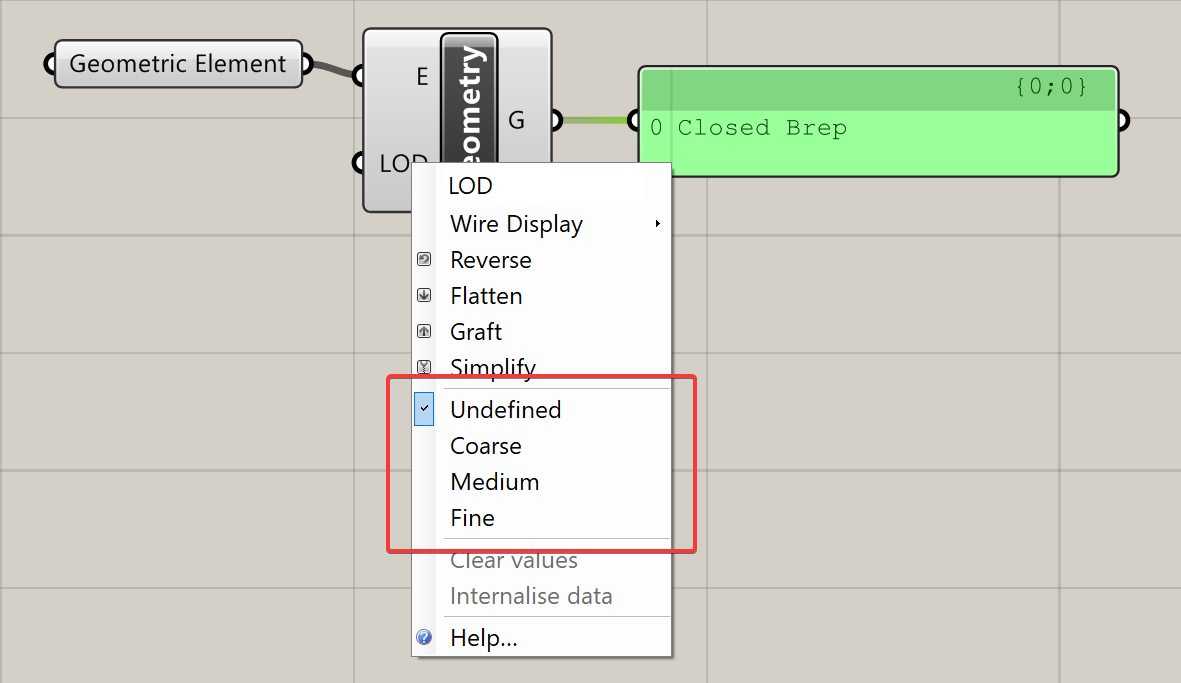 Geometric Element
E
LOD
G
{0;0}
0 Closed Brep
LOD
Wire Display
Reverse
Flatten
Graft
Simplify
Undefined
Coarse
Medium
Fine
Clear values
Internalise data
Help...